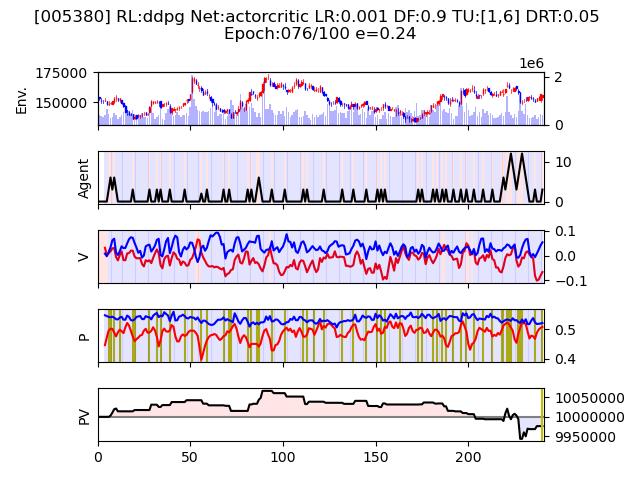 [005380] RL:ddpg Net:actorcritic LR:0.001 DF:0.9 TU:[1,6] DRT:0.05
Epoch:076/100 e=0.24
1e6
175000
150000
Env.
2
0
Agent
10
0
V
0.1
0.0
−0.1
P
0.5
0.4
PV
10050000
10000000
9950000
0 50 100 150 200